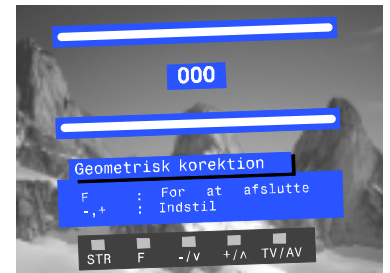 000
Geometrisk korektion
F : For at afslutte
-,+ : Indstil
STR F -/∨ +/∧ TV/AV